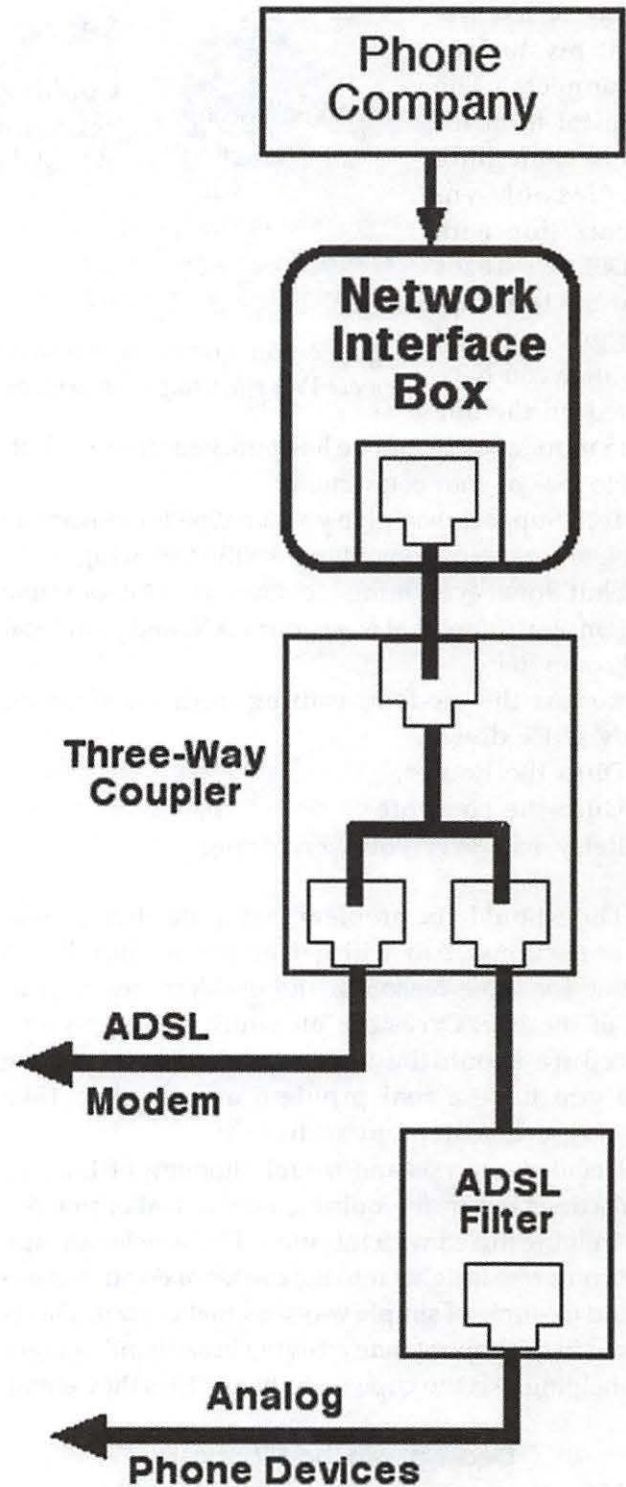 Phone
Company
Network
Interface
Box
Three-Way
Coupler
ADSL
Modem
ADSL
Filter
Analog
Phone Devices